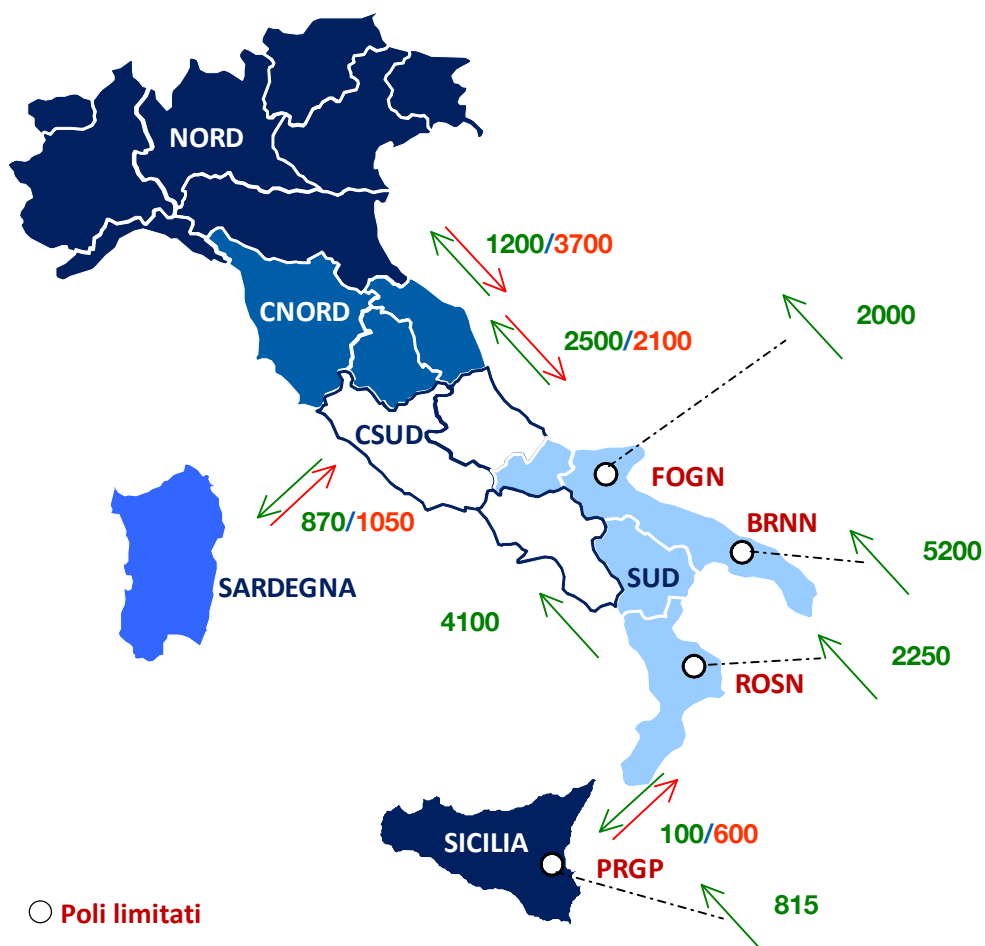 NORD
1200/3700
CNORD
2000
2500/2100
CSUD
FOGN
870/1050
BRNN
5200
SARDEGNA
SUD
4100
2250
ROSN
100/600
SICILIA
PRGP
815
Poli limitati